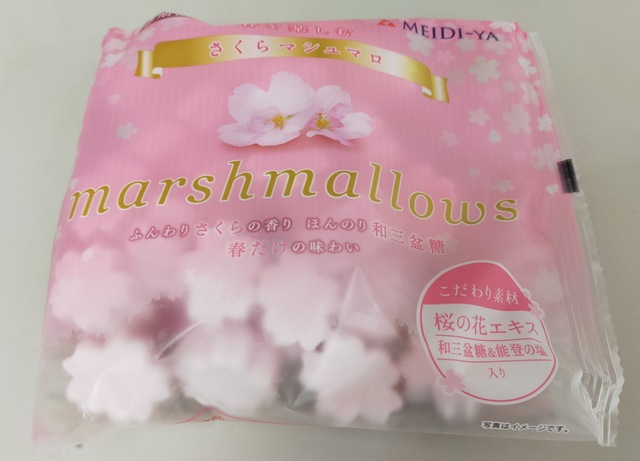 MEIDI-YA
さくらマシュマロ
marshmallows
ふんわりさくらの香り ほんのり和三盆糖
春だけの味わい
こだわり素材
桜の花エキス
和三盆糖&能登の塩
入り
写真はイメージです。